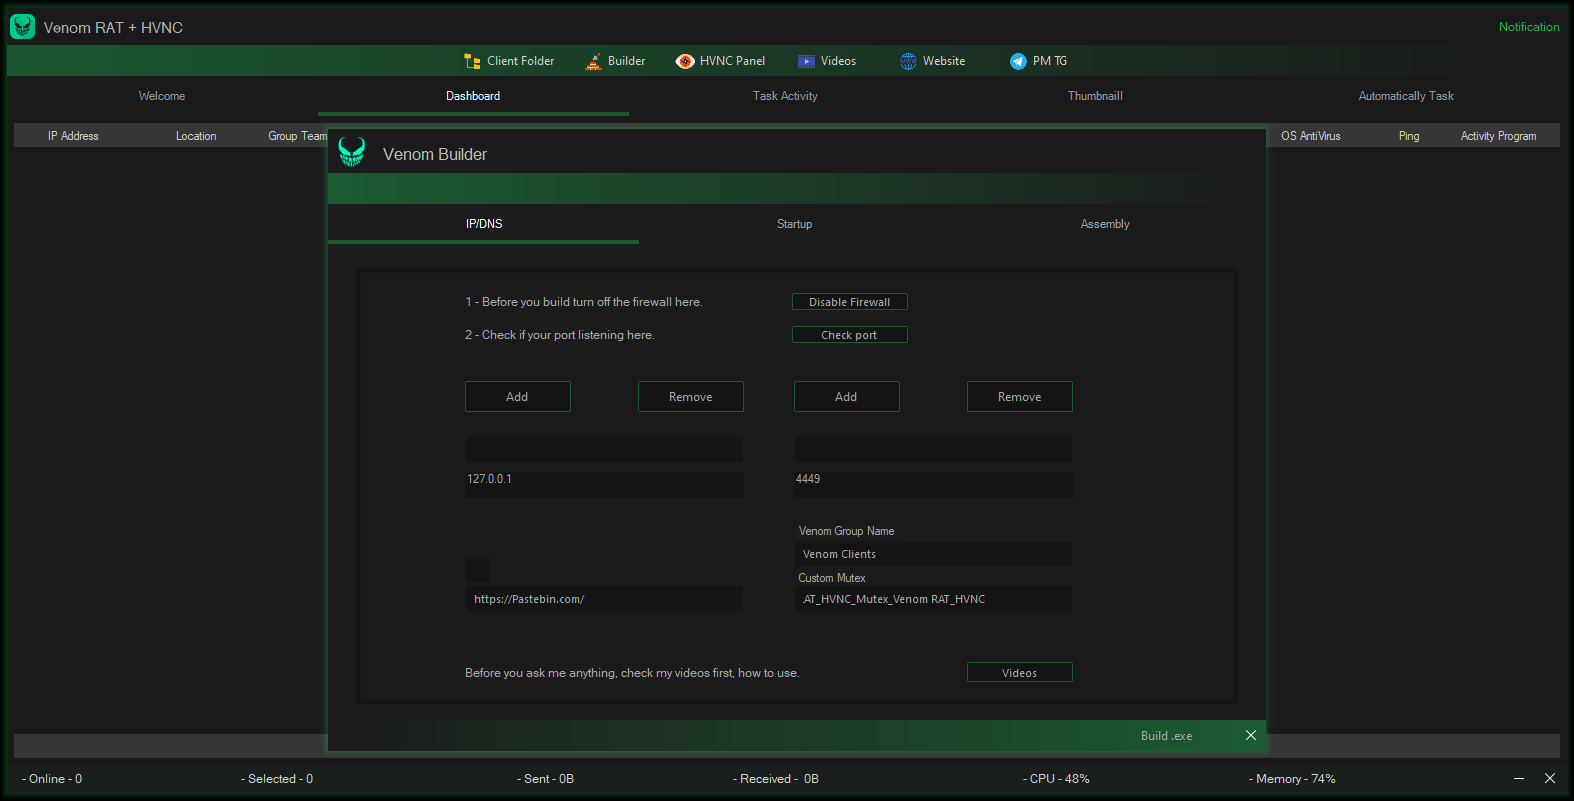 Venom RAT + HVNC
Notification
Client Folder Builder HVNC Panel Videos Website PM TG
Welcome Dashboard Task Activity Thumbnaill Automatically Task
IP Address Location Group Team OS AntiVirus Ping Activity Program
Venom Builder
IP/DNS Startup Assembly
1 - Before you build turn off the firewall here. Disable Firewall
2 - Check if your port listening here. Check port
Add Remove Add Remove
127.0.0.1 4449
Venom Group Name
Venom Clients
Custom Mutex
https://Pastebin.com/ AT_HVNC_Mutex_Venom RAT_HVNC
Before you ask me anything, check my videos first, how to use. Videos
Build .exe
- Online - 0 - Selected - 0 - Sent - 0B - Received - 0B - CPU - 48% - Memory - 74%